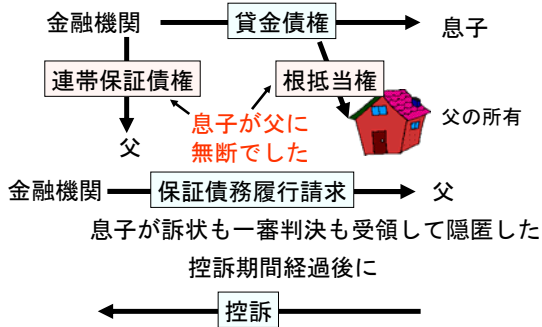 金融機関 貸金債権 息子
連帯保証債権 根抵当権
父の所有
息子が父に
無断でした
父
金融機関 保証債務履行請求 父
息子が訴状も一審判決も受領して隠匿した
控訴期間経過後に
控訴